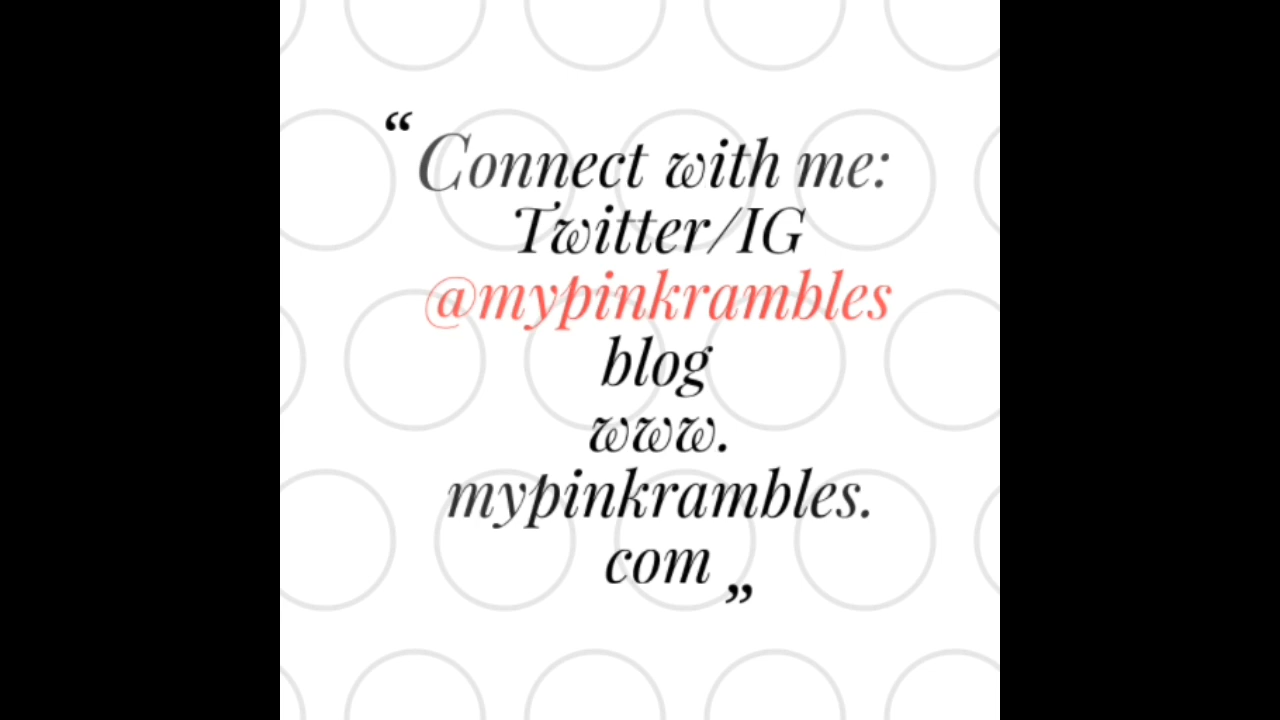 “Connect with me:
Twitter/IG
@mypinkrambles
blog
www.
mypinkrambles.
com”